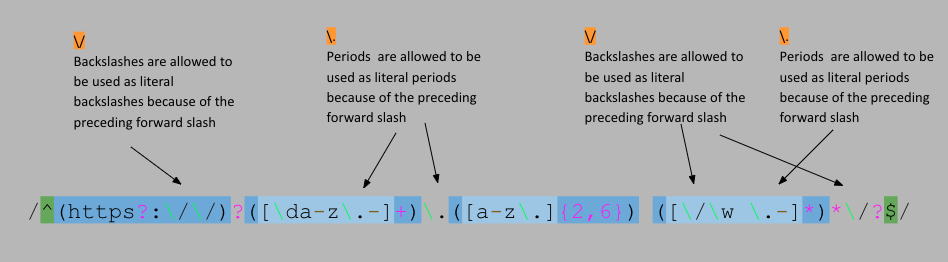 \/
Backslashes are allowed to
be used as literal
backslashes because of the
preceding forward slash
\.
Periods  are allowed to be
used as literal periods
because of the preceding
forward slash
\/
Backslashes are allowed to
be used as literal
backslashes because of the
preceding forward slash
\.
Periods  are allowed to be
used as literal periods
because of the preceding
forward slash
/^(https?:\/\/)?([\da-z\.-]+)\.([a-z\.]{2,6}) ([\/\w \.-]*)*\/?$/